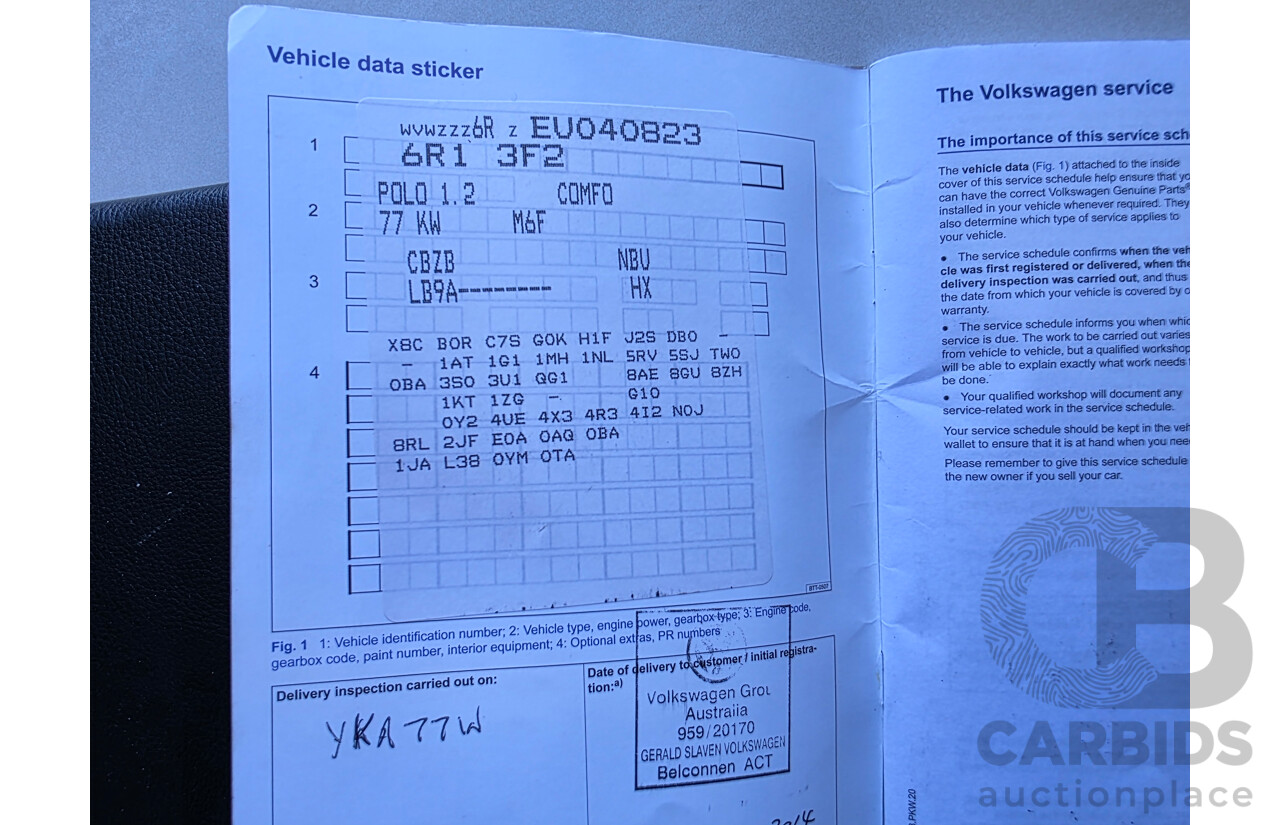 Vehicle data sticker
1
WVWZZZ6R Z EU040823
6R1 3F2
POLO 1.2 COMFO
2
77 KW M6F
CBZB NBU
3
LB9A-------- HX
X8C B0R C7S G0K H1F J2S DB0 -
- 1AT 1G1 1MH 1NL 5RV 5SJ TW0
4
0BA 3S0 3U1 QG1 8AE 8GU 8ZH
1KT 1ZG - G10
0Y2 4UE 4X3 4R3 4I2 N0J
8RL 2JF E0A 0AQ 0BA
1JA L38 0YM 0TA
Fig. 1 1: Vehicle identification number; 2: Vehicle type, engine power, gearbox type; 3: Engine code,
gearbox code, paint number, interior equipment; 4: Optional extras, PR numbers
Delivery inspection carried out on:
YKA77W
Date of delivery to customer / initial registra-
tion:a)
Volkswagen Grou
Australia
959/20170
GERALD SLAVEN VOLKSWAGEN
Belconnen ACT
2014
The Volkswagen service
The importance of this service sch
The vehicle data (Fig. 1) attached to the inside
cover of this service schedule help ensure that yo
can have the correct Volkswagen Genuine Parts®
installed in your vehicle whenever required. They
also determine which type of service applies to
your vehicle.
• The service schedule confirms when the veh
cle was first registered or delivered, when the
delivery inspection was carried out, and thus
the date from which your vehicle is covered by o
warranty.
• The service schedule informs you when whic
service is due. The work to be carried out varies
from vehicle to vehicle, but a qualified workshop
will be able to explain exactly what work needs
be done.
• Your qualified workshop will document any
service-related work in the service schedule.
Your service schedule should be kept in the veh
wallet to ensure that it is at hand when you nee
Please remember to give this service schedule
the new owner if you sell your car.
CB
CARBIDS
auctionplace